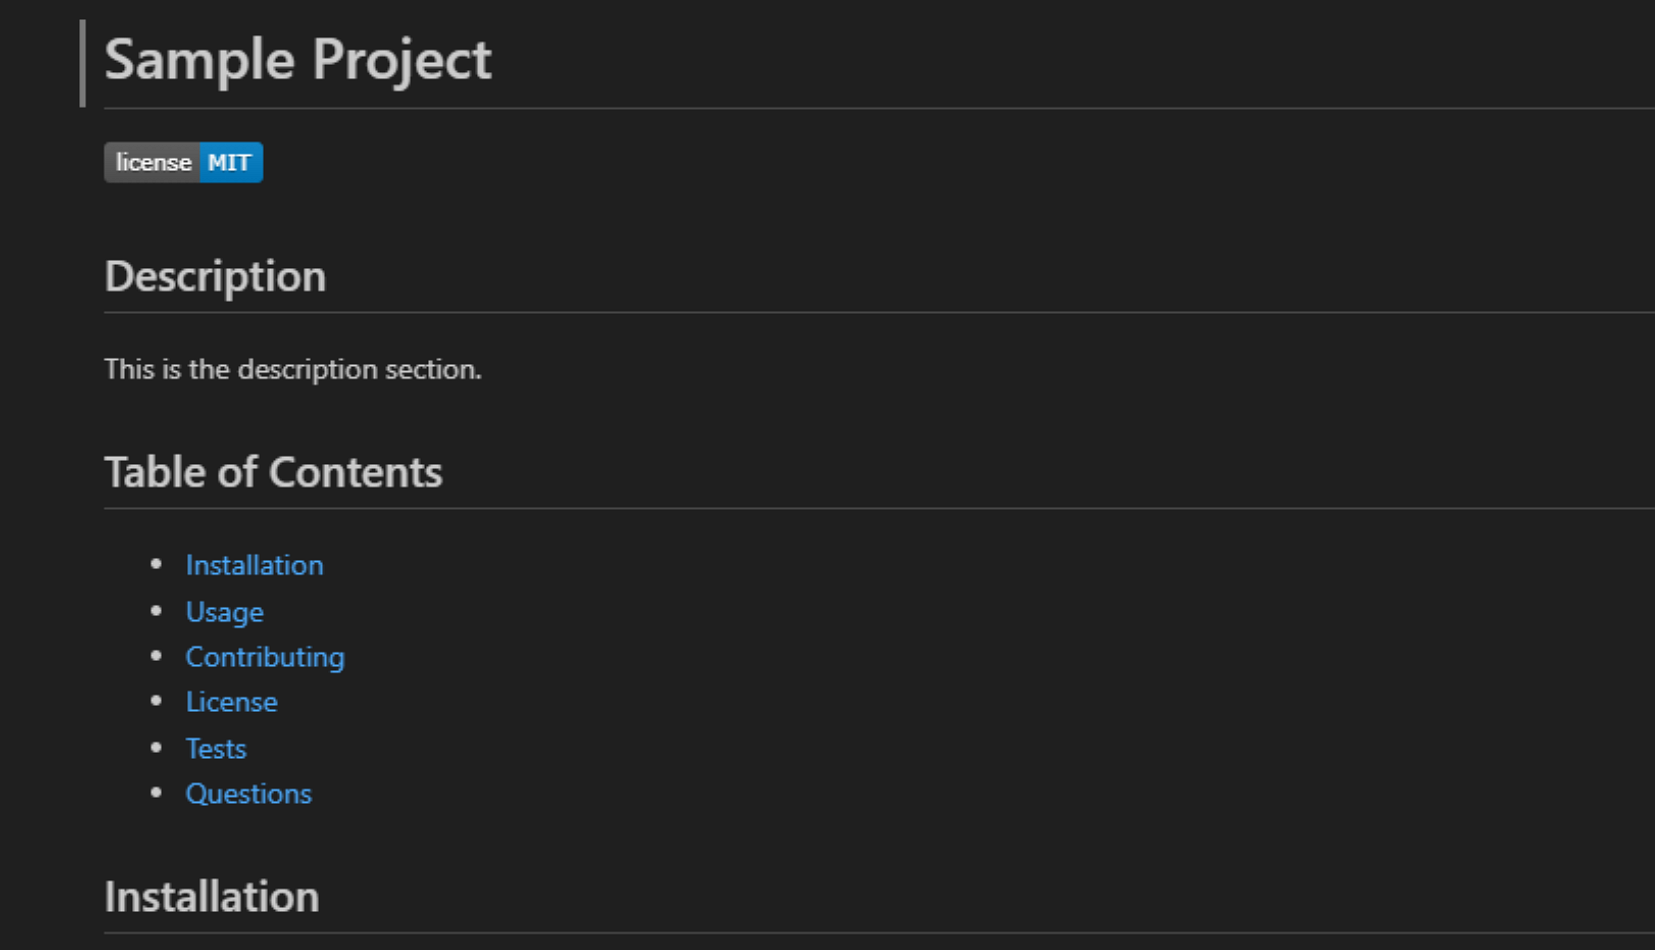 Sample Project
license MIT
Description
This is the description section.
Table of Contents
Installation
Usage
Contributing
License
Tests
Questions
Installation